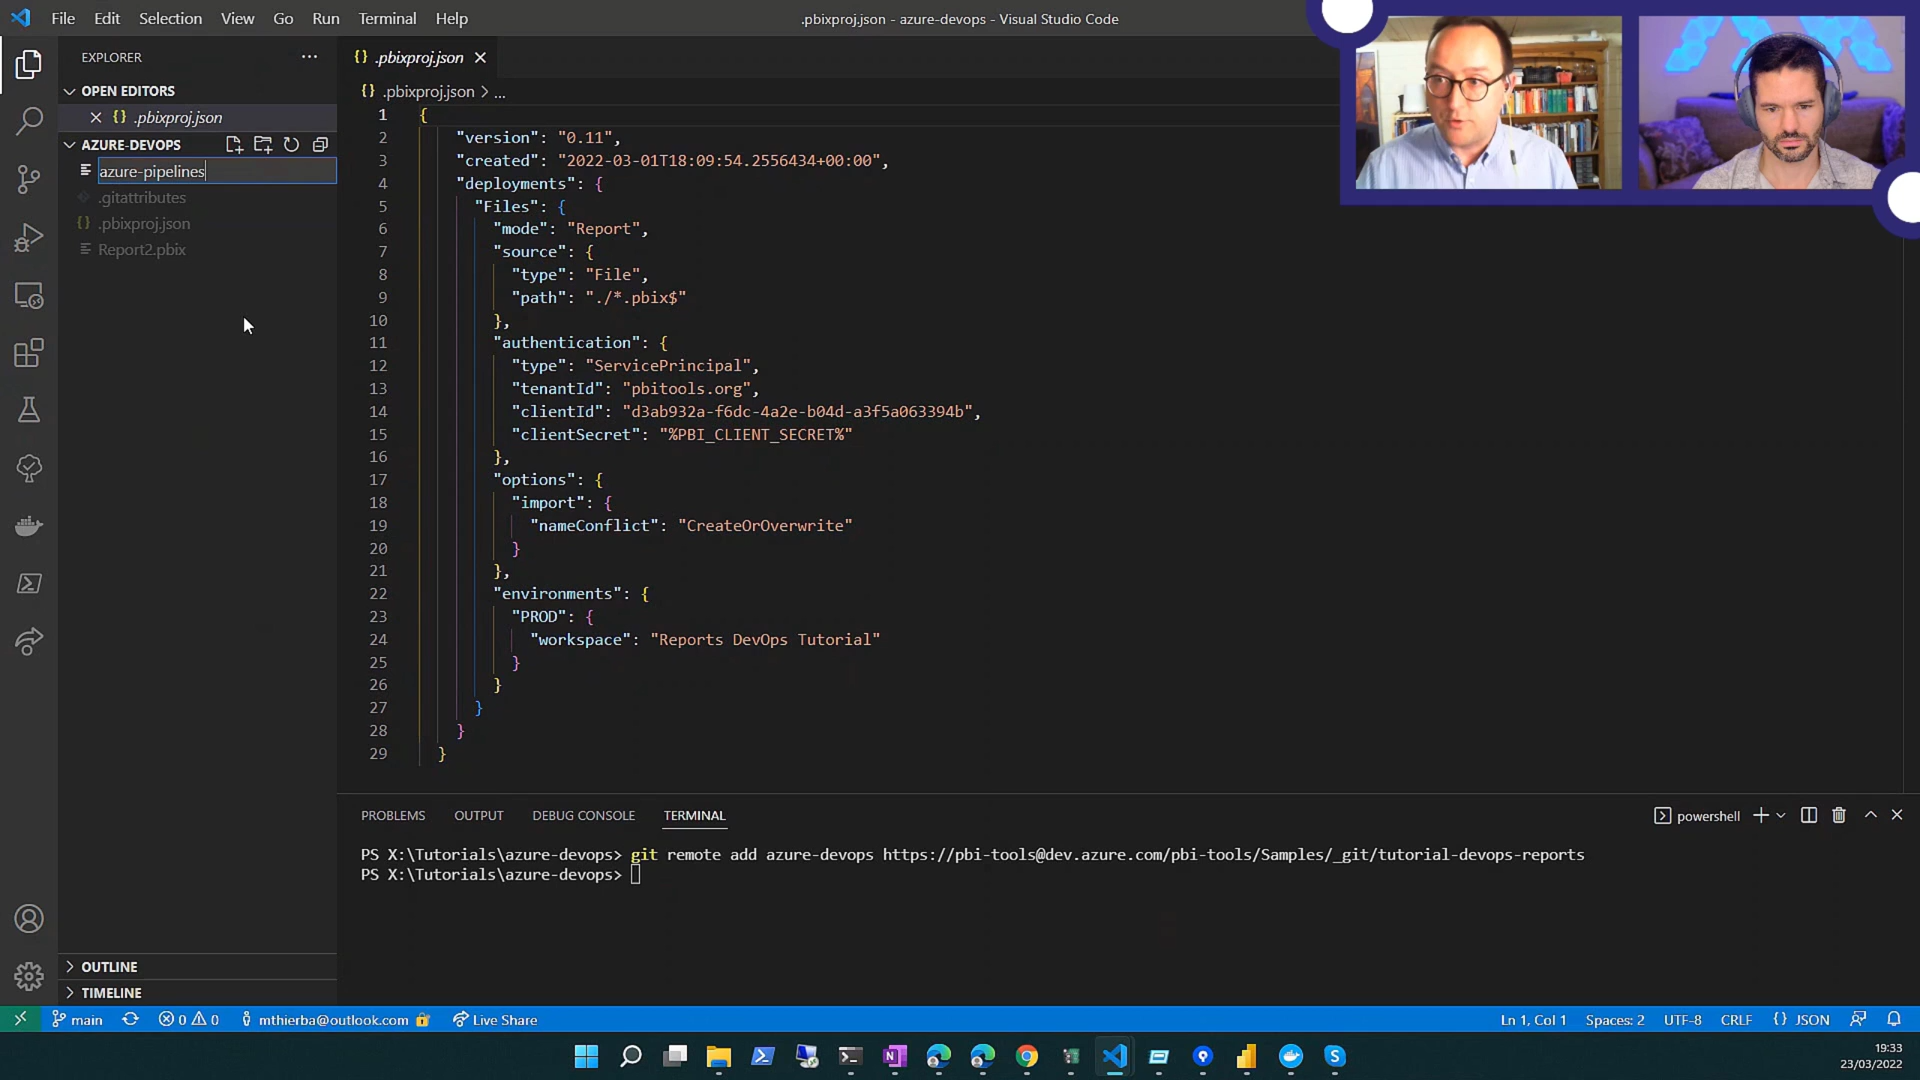 File Edit Selection View Go Run Terminal Help
.pbixproj.json - azure-devops - Visual Studio Code
EXPLORER
OPEN EDITORS
.pbixproj.json
AZURE-DEVOPS
azure-pipelines
.gitattributes
.pbixproj.json
Report2.pbix
OUTLINE
TIMELINE
.pbixproj.json
.pbixproj.json > ...
1 {
2 "version": "0.11",
3 "created": "2022-03-01T18:09:54.2556434+00:00",
4 "deployments": {
5 "Files": {
6 "mode": "Report",
7 "source": {
8 "type": "File",
9 "path": "./*.pbix$"
10 },
11 "authentication": {
12 "type": "ServicePrincipal",
13 "tenantId": "pbitools.org",
14 "clientId": "d3ab932a-f6dc-4a2e-b04d-a3f5a063394b",
15 "clientSecret": "%PBI_CLIENT_SECRET%"
16 },
17 "options": {
18 "import": {
19 "nameConflict": "CreateOrOverwrite"
20 }
21 },
22 "environments": {
23 "PROD": {
24 "workspace": "Reports DevOps Tutorial"
25 }
26 }
27 }
28 }
29 }
PROBLEMS OUTPUT DEBUG CONSOLE TERMINAL
powershell
PS X:\Tutorials\azure-devops> git remote add azure-devops https://pbi-tools@dev.azure.com/pbi-tools/Samples/_git/tutorial-devops-reports
PS X:\Tutorials\azure-devops>
main 0 0 mthierba@outlook.com Live Share
Ln 1, Col 1 Spaces: 2 UTF-8 CRLF {} JSON
19:33
23/03/2022